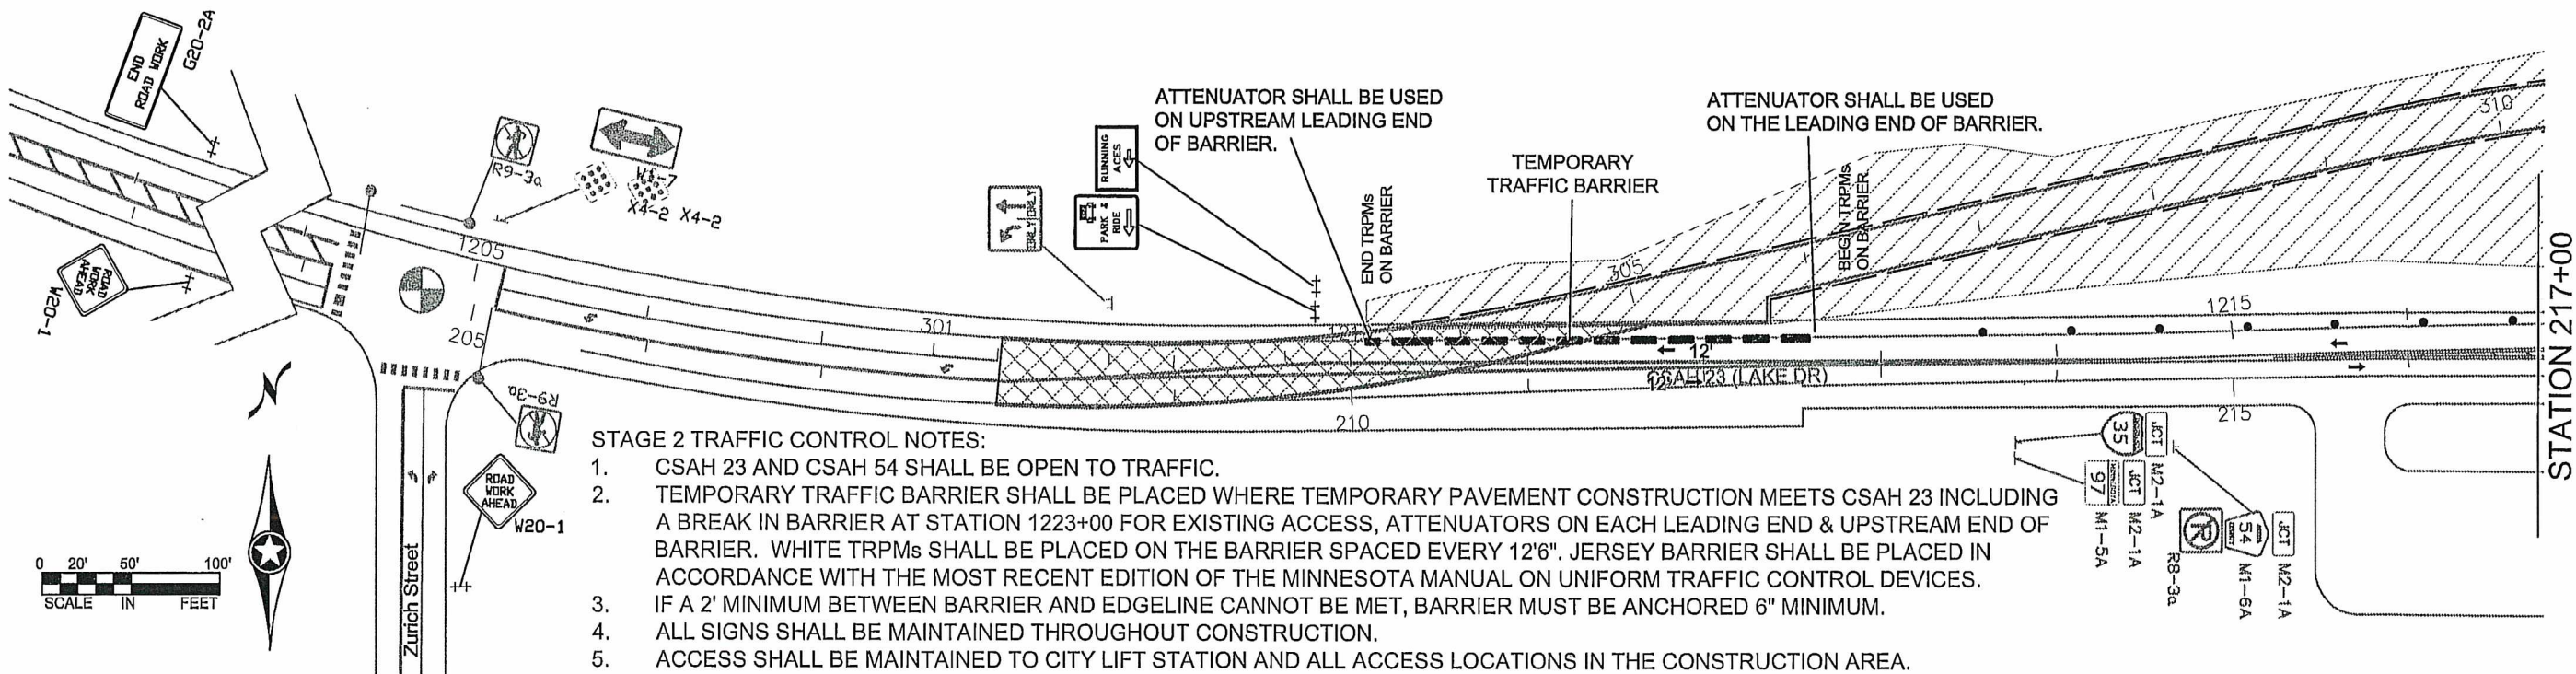 END
ROAD WORK
G20-2A
ROAD
WORK
AHEAD
W20-1
R9-3a
X4-2 X4-2
1205
205
R9-3a
ROAD
WORK
AHEAD
W20-1
Zurich Street
0 20' 50' 100'
SCALE IN FEET
N
ONLY ONLY
RUNNING
ACES
PARK &
RIDE
301
ATTENUATOR SHALL BE USED
ON UPSTREAM LEADING END
OF BARRIER.
END TRPMs
ON BARRIER
TEMPORARY
TRAFFIC BARRIER
ATTENUATOR SHALL BE USED
ON THE LEADING END OF BARRIER.
BEGIN TRPMs
ON BARRIER
305
310
12'
12'
CSAH 23 (LAKE DR)
210
1215
215
STATION 217+00
JCT
M2-1A
35
JCT
M2-1A
MINNESOTA
97
M1-5A
JCT
M2-1A
54
M1-6A
R
R8-3a
STAGE 2 TRAFFIC CONTROL NOTES:
1. CSAH 23 AND CSAH 54 SHALL BE OPEN TO TRAFFIC.
2. TEMPORARY TRAFFIC BARRIER SHALL BE PLACED WHERE TEMPORARY PAVEMENT CONSTRUCTION MEETS CSAH 23 INCLUDING
A BREAK IN BARRIER AT STATION 1223+00 FOR EXISTING ACCESS, ATTENUATORS ON EACH LEADING END & UPSTREAM END OF
BARRIER. WHITE TRPMs SHALL BE PLACED ON THE BARRIER SPACED EVERY 12'6". JERSEY BARRIER SHALL BE PLACED IN
ACCORDANCE WITH THE MOST RECENT EDITION OF THE MINNESOTA MANUAL ON UNIFORM TRAFFIC CONTROL DEVICES.
3. IF A 2' MINIMUM BETWEEN BARRIER AND EDGELINE CANNOT BE MET, BARRIER MUST BE ANCHORED 6" MINIMUM.
4. ALL SIGNS SHALL BE MAINTAINED THROUGHOUT CONSTRUCTION.
5. ACCESS SHALL BE MAINTAINED TO CITY LIFT STATION AND ALL ACCESS LOCATIONS IN THE CONSTRUCTION AREA.